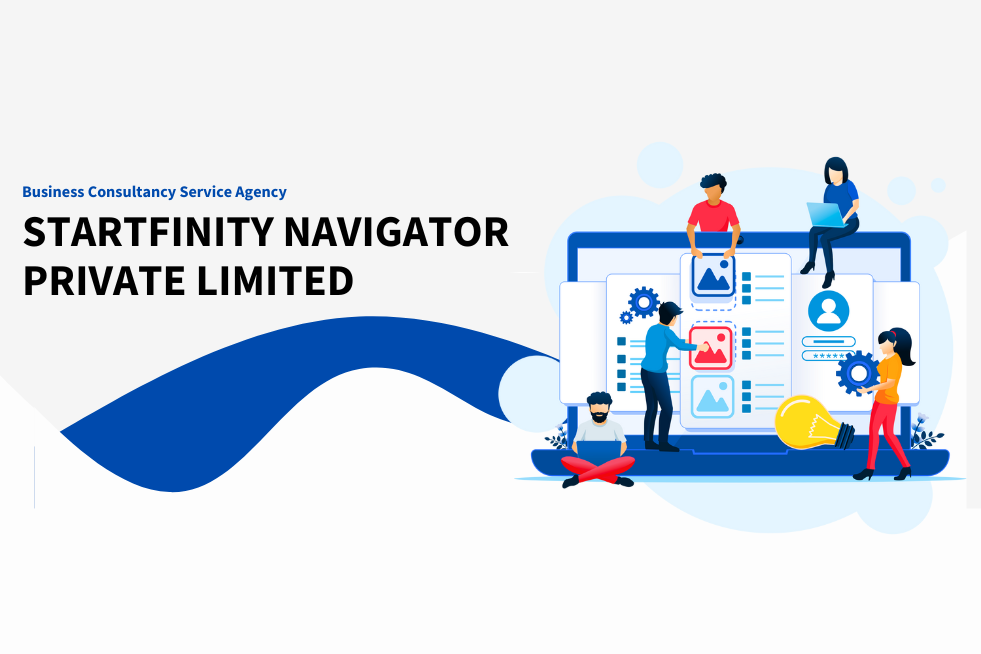 Business Consultancy Service Agency
STARTFINITY NAVIGATOR
PRIVATE LIMITED
*****